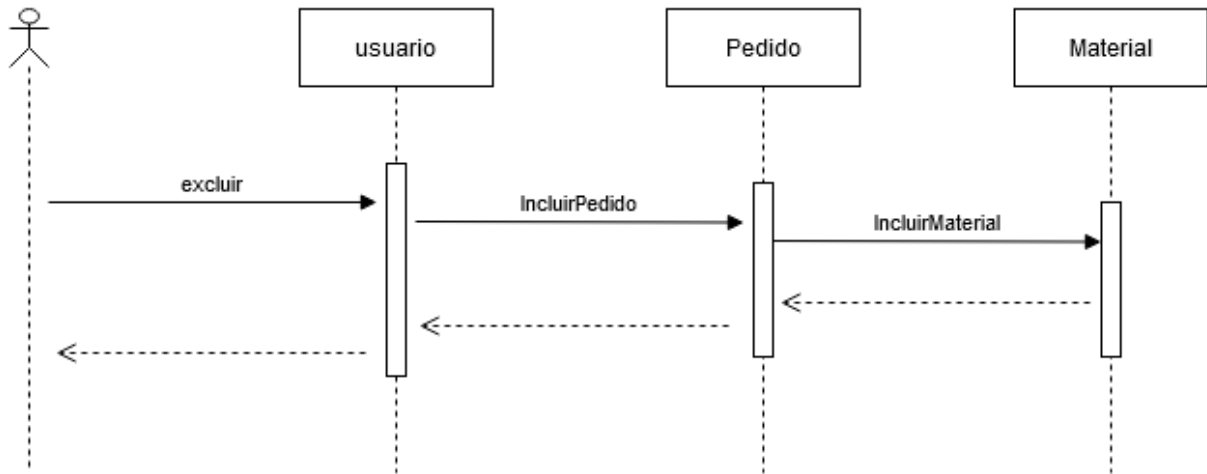 usuario
Pedido
Material
excluir
IncluirPedido
IncluirMaterial